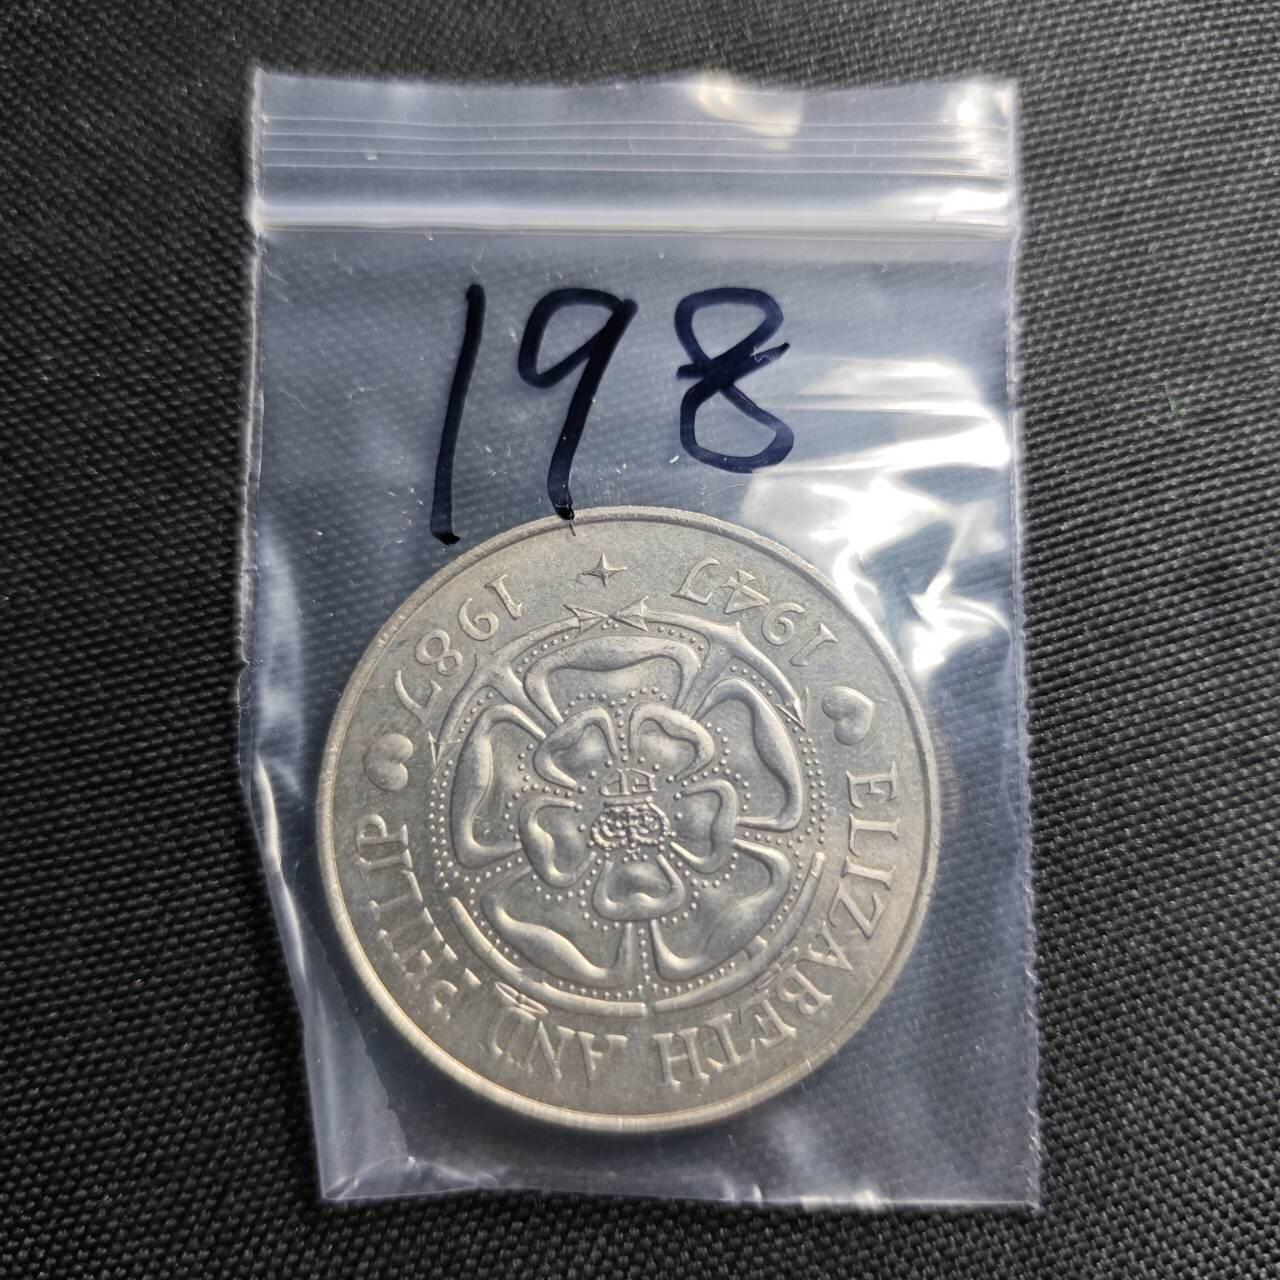 198
ELIZABETH AND PHILIP
1947 1987